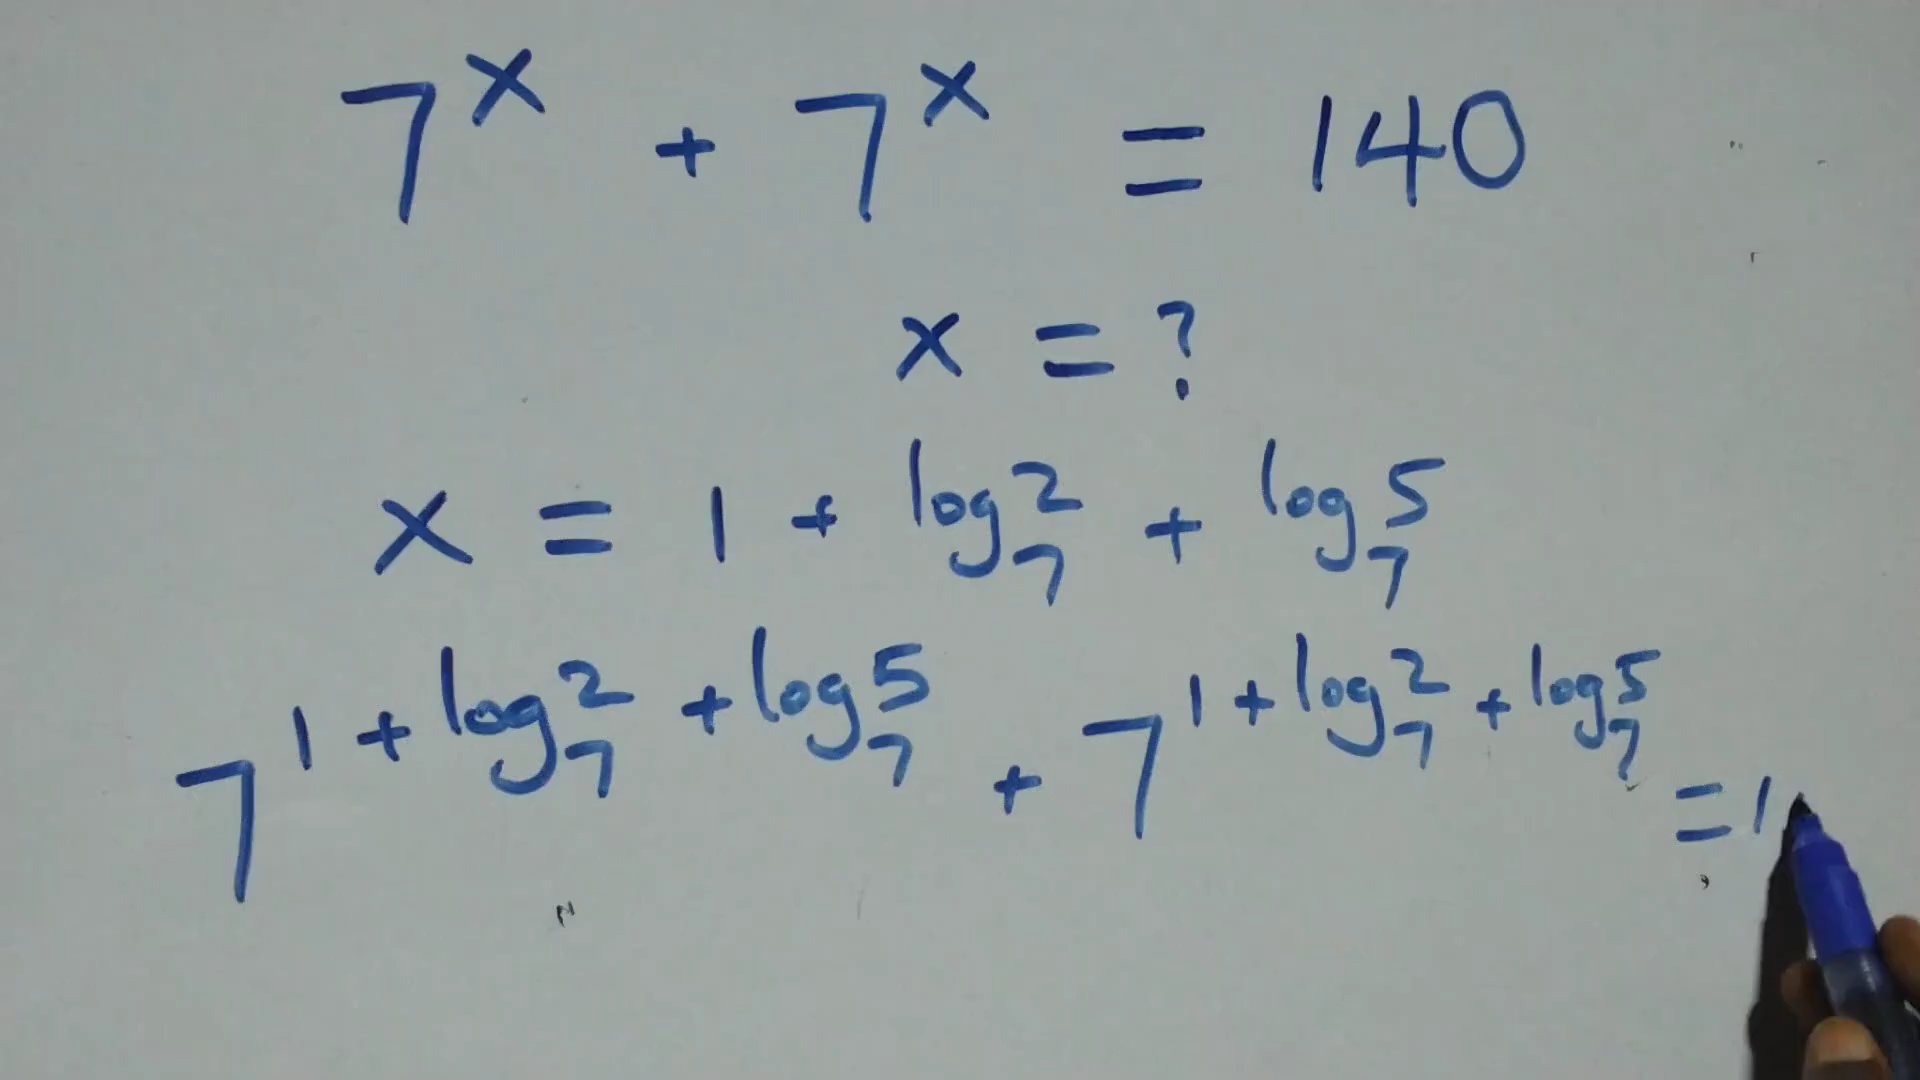 7^x + 7^x = 140
x = ?
x = 1 + log_7 2 + log_7 5
7^(1 + log_7 2 + log_7 5) + 7^(1 + log_7 2 + log_7 5) = 1